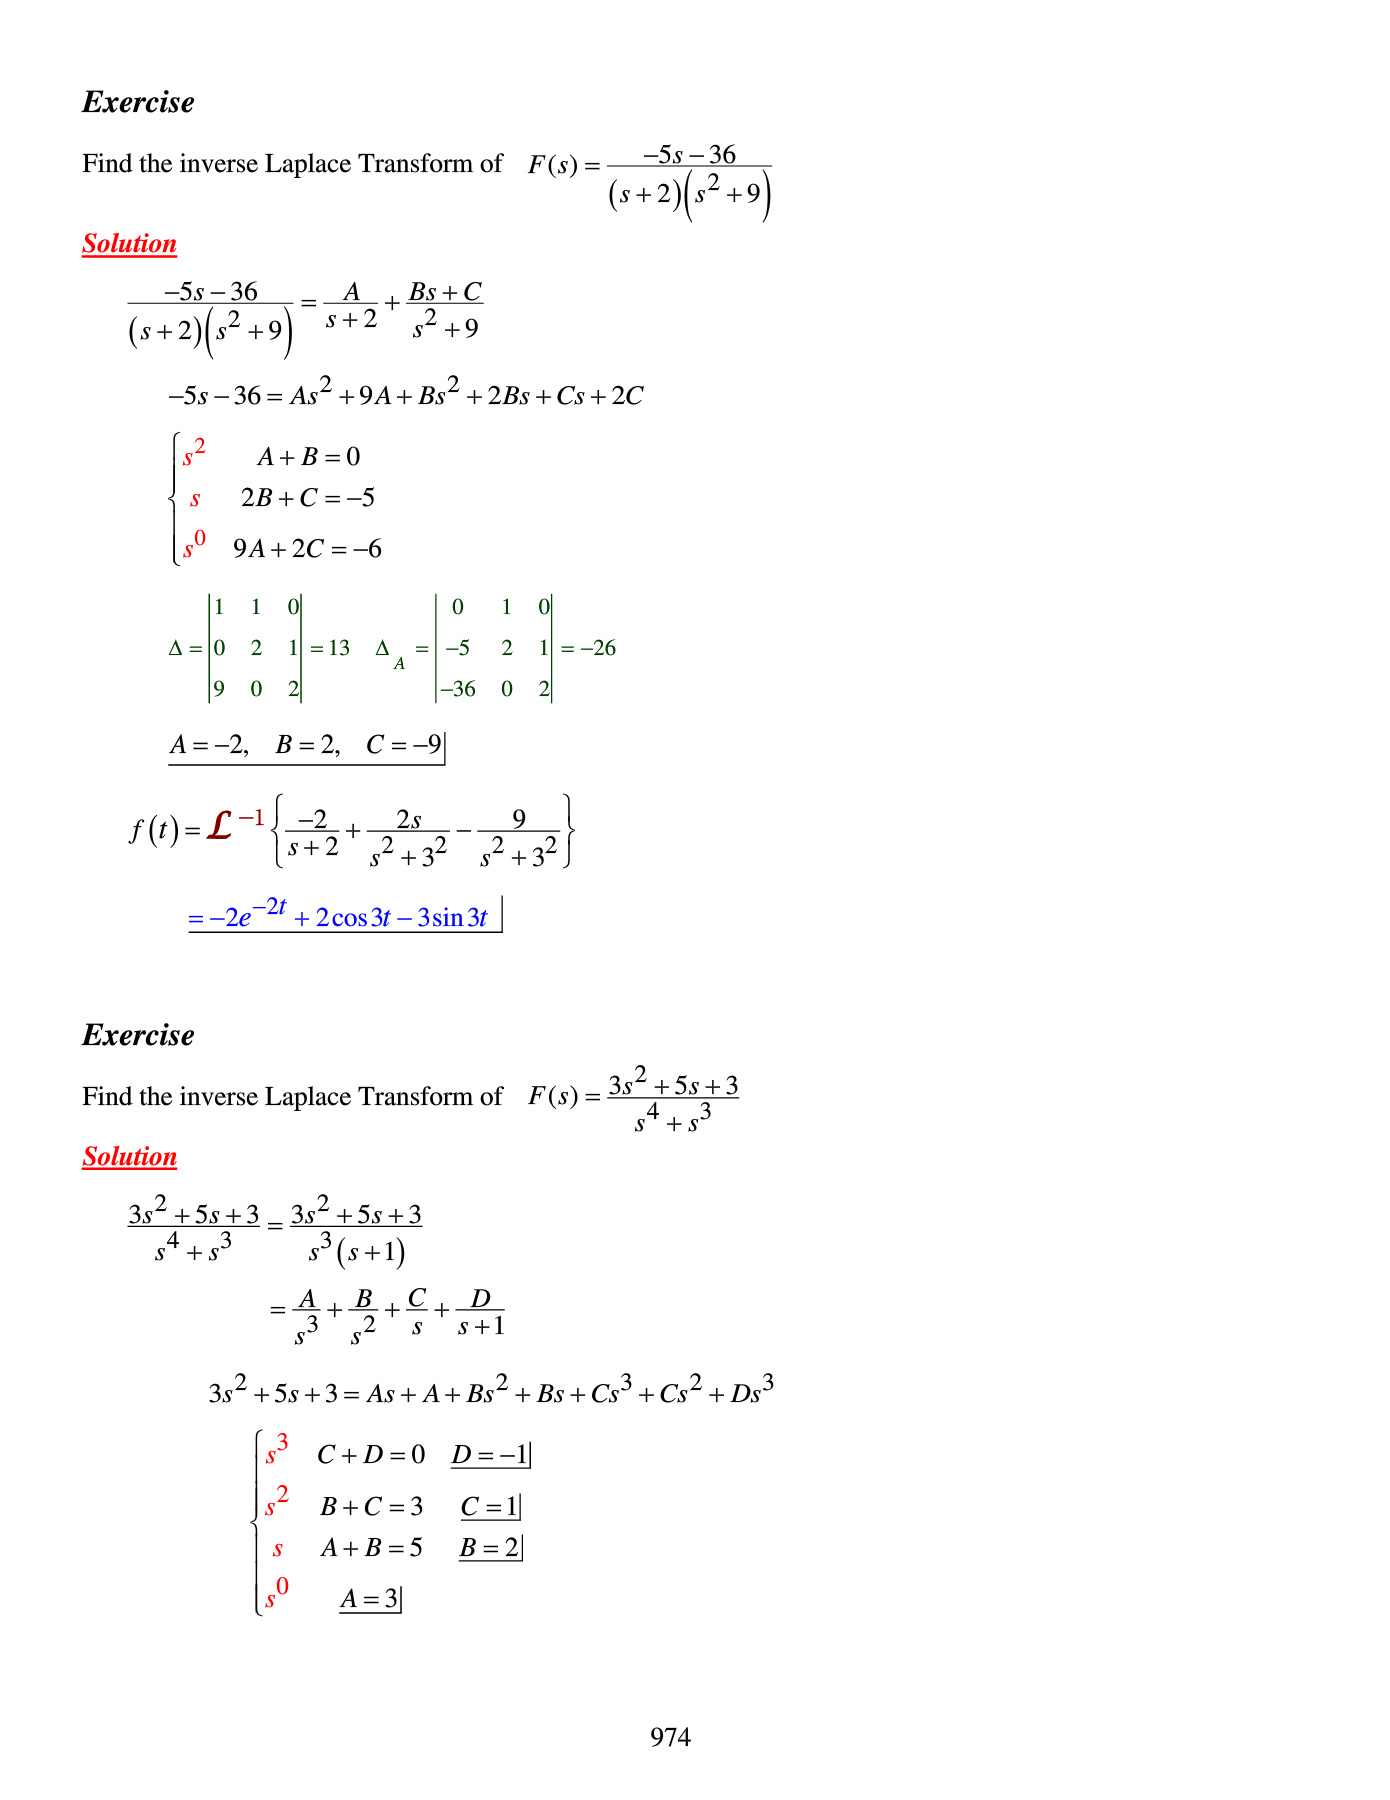 Exercise
Find the inverse Laplace Transform of F(s) = \frac{-5s-36}{(s+2)(s^2+9)}
Solution
\frac{-5s-36}{(s+2)(s^2+9)} = \frac{A}{s+2} + \frac{Bs+C}{s^2+9}
-5s-36 = As^2+9A+Bs^2+2Bs+Cs+2C
\begin{cases} s^2 & A+B=0 \\ s & 2B+C=-5 \\ s^0 & 9A+2C=-6 \end{cases}
\Delta = \begin{vmatrix} 1 & 1 & 0 \\ 0 & 2 & 1 \\ 9 & 0 & 2 \end{vmatrix} = 13 \quad \Delta_A = \begin{vmatrix} 0 & 1 & 0 \\ -5 & 2 & 1 \\ -36 & 0 & 2 \end{vmatrix} = -26
A=-2, B=2, C=-9
f(t) = \mathcal{L}^{-1}\left\{\frac{-2}{s+2} + \frac{2s}{s^2+3^2} - \frac{9}{s^2+3^2}\right\}
= -2e^{-2t} + 2\cos 3t - 3\sin 3t
Exercise
Find the inverse Laplace Transform of F(s) = \frac{3s^2+5s+3}{s^4+s^3}
Solution
\frac{3s^2+5s+3}{s^4+s^3} = \frac{3s^2+5s+3}{s^3(s+1)}
= \frac{A}{s^3} + \frac{B}{s^2} + \frac{C}{s} + \frac{D}{s+1}
3s^2+5s+3 = As+A+Bs^2+Bs+Cs^3+Cs^2+Ds^3
\begin{cases} s^3 & C+D=0 & D=-1 \\ s^2 & B+C=3 & C=1 \\ s & A+B=5 & B=2 \\ s^0 & A=3 \end{cases}
974